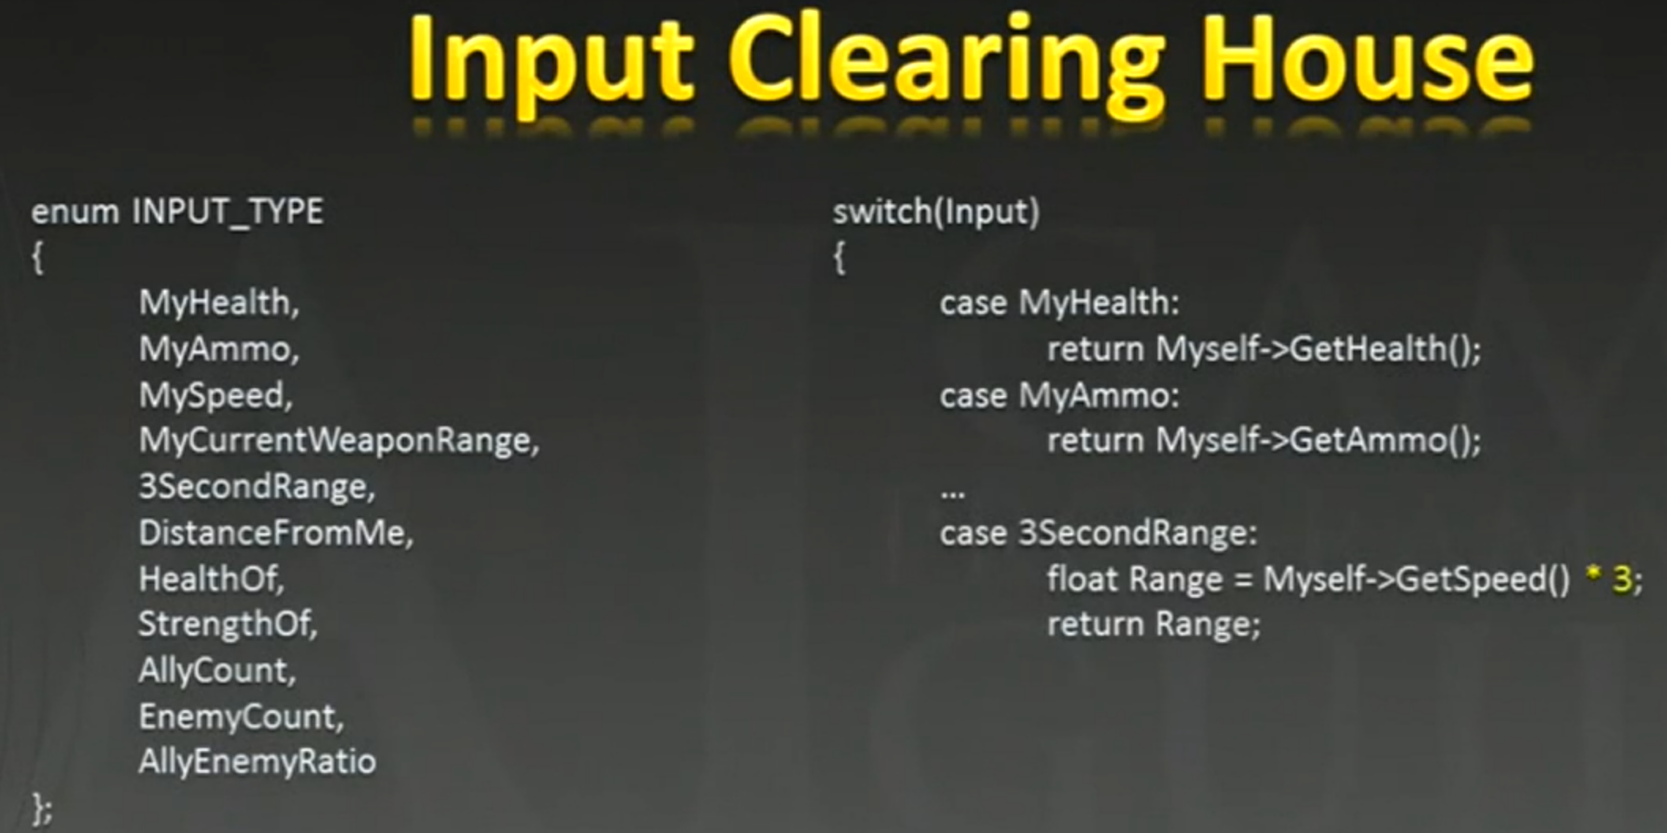 Input Clearing House
enum INPUT_TYPE
{
MyHealth,
MyAmmo,
MySpeed,
MyCurrentWeaponRange,
3SecondRange,
DistanceFromMe,
HealthOf,
StrengthOf,
AllyCount,
EnemyCount,
AllyEnemyRatio
};
switch(Input)
{
case MyHealth:
return Myself->GetHealth();
case MyAmmo:
return Myself->GetAmmo();
...
case 3SecondRange:
float Range = Myself->GetSpeed() * 3;
return Range;